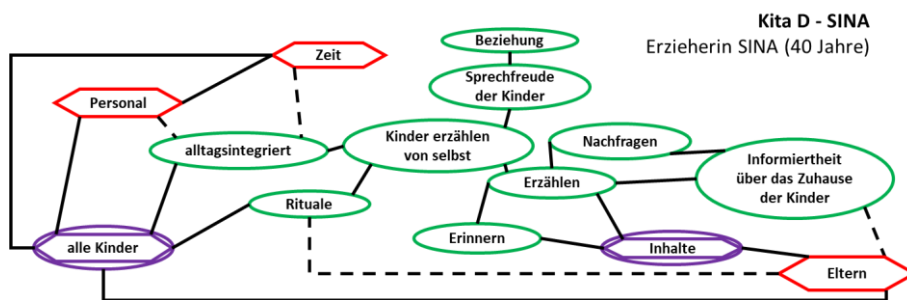 Kita D - SINA
Erzieherin SINA (40 Jahre)
Beziehung
Zeit
Sprechfreude
der Kinder
Personal
Kinder erzählen
von selbst
Nachfragen
alltagsintegriert
Informiertheit
über das Zuhause
der Kinder
Erzählen
Rituale
Erinnern
alle Kinder
Inhalte
Eltern